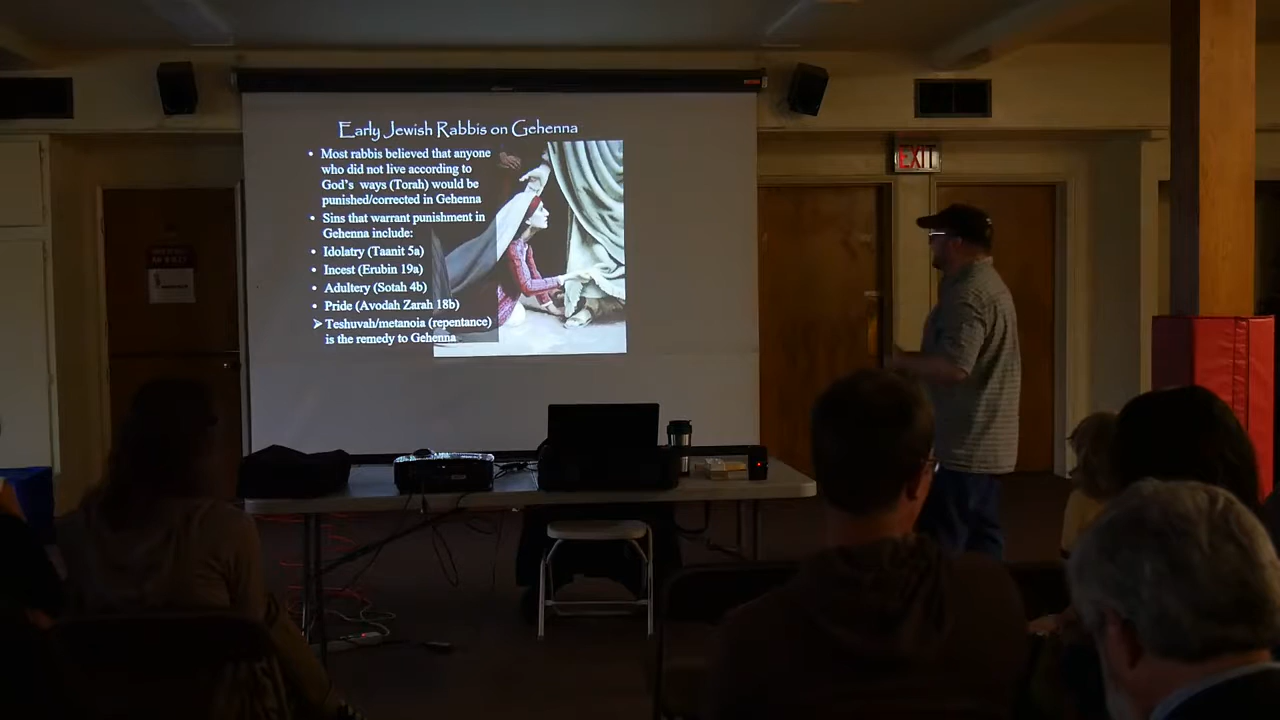 Early Jewish Rabbis on Gehenna
• Most rabbis believed that anyone
who did not live according to
God's ways (Torah) would be
punished/corrected in Gehenna
• Sins that warrant punishment in
Gehenna include:
• Idolatry (Taanit 5a)
• Incest (Erubin 19a)
• Adultery (Sotah 4b)
• Pride (Avodah Zarah 18b)
➢ Teshuvah/metanoia (repentance)
is the remedy to Gehenna
EXIT